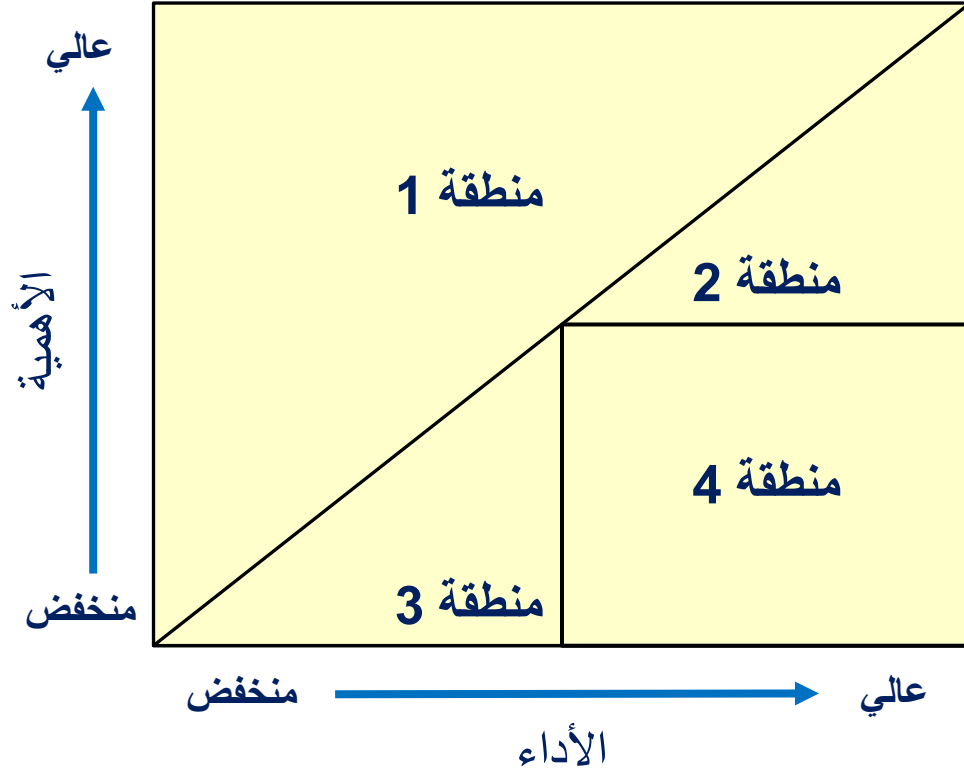 عالي
منطقة 1
منطقة 2
الأهمية
منطقة 4
منطقة 3
منخفض
منخفض
عالي
الأداء